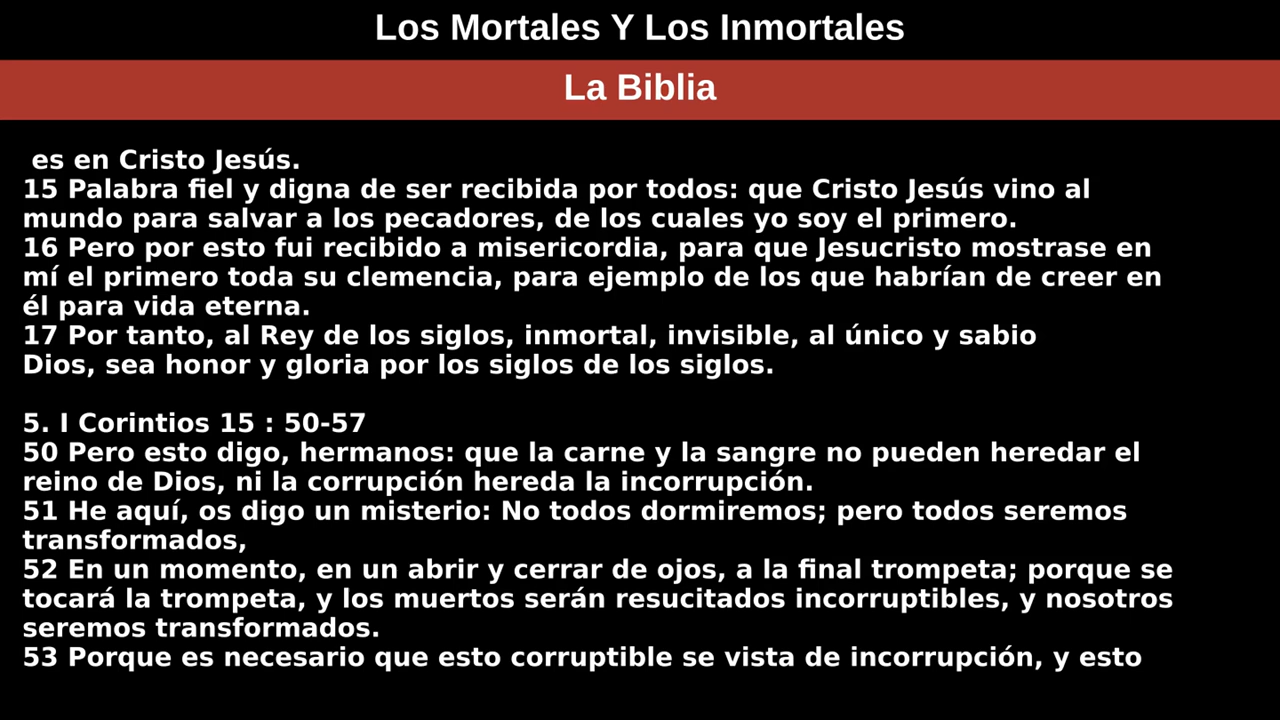 Los Mortales Y Los Inmortales
La Biblia
es en Cristo Jesús.
15 Palabra fiel y digna de ser recibida por todos: que Cristo Jesús vino al
mundo para salvar a los pecadores, de los cuales yo soy el primero.
16 Pero por esto fui recibido a misericordia, para que Jesucristo mostrase en
mí el primero toda su clemencia, para ejemplo de los que habrían de creer en
él para vida eterna.
17 Por tanto, al Rey de los siglos, inmortal, invisible, al único y sabio
Dios, sea honor y gloria por los siglos de los siglos.
5. I Corintios 15 : 50-57
50 Pero esto digo, hermanos: que la carne y la sangre no pueden heredar el
reino de Dios, ni la corrupción hereda la incorrupción.
51 He aquí, os digo un misterio: No todos dormiremos; pero todos seremos
transformados,
52 En un momento, en un abrir y cerrar de ojos, a la final trompeta; porque se
tocará la trompeta, y los muertos serán resucitados incorruptibles, y nosotros
seremos transformados.
53 Porque es necesario que esto corruptible se vista de incorrupción, y esto